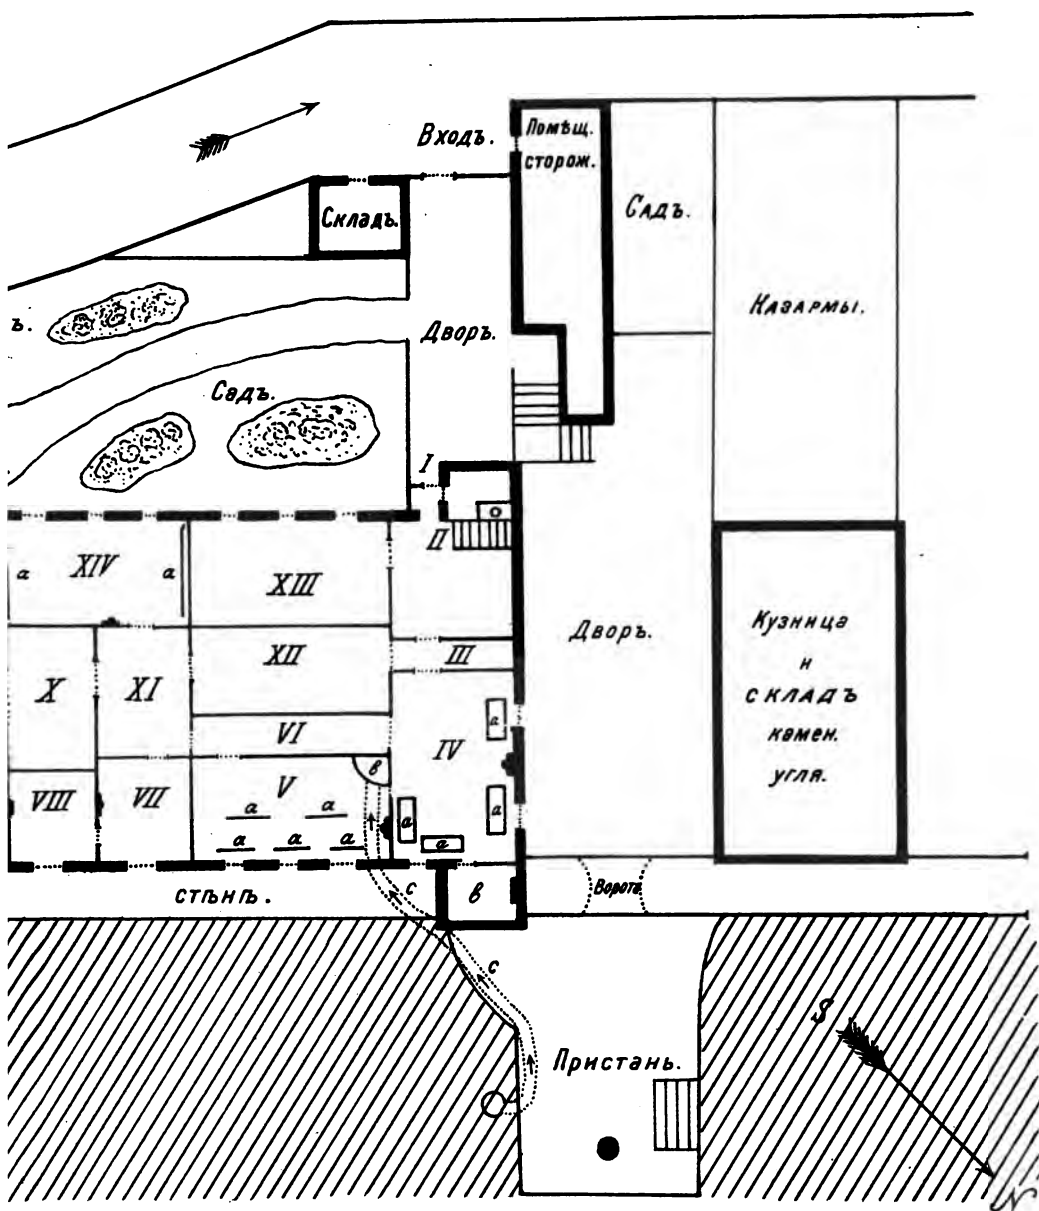 Входъ.
Помѣщ.
сторож.
Складъ.
Садъ.
Казармы.
ъ.
Дворъ.
Садъ.
I
II
а
XIV
а
XIII
III
XII
Дворъ.
Кузница
и
складъ
камен.
угля.
X
XI
VI
IV
а
VIII
VII
V
в
а
а
а
а
а
а
а
а
стѣнѣ.
с
в
Ворота
с
S
Пристань.
N